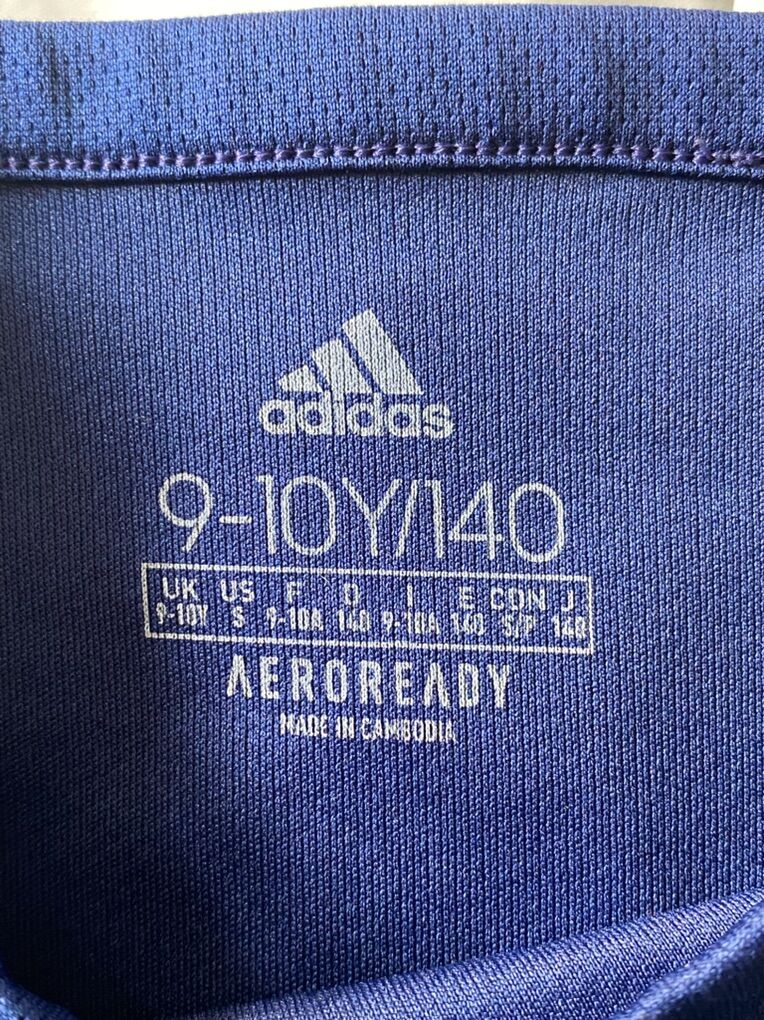 adidas
9-10Y/140
UK US F D I E CDN J
9-10Y S 9-10A 140 9-10A 140 S/P 140
AEROREADY
MADE IN CAMBODIA